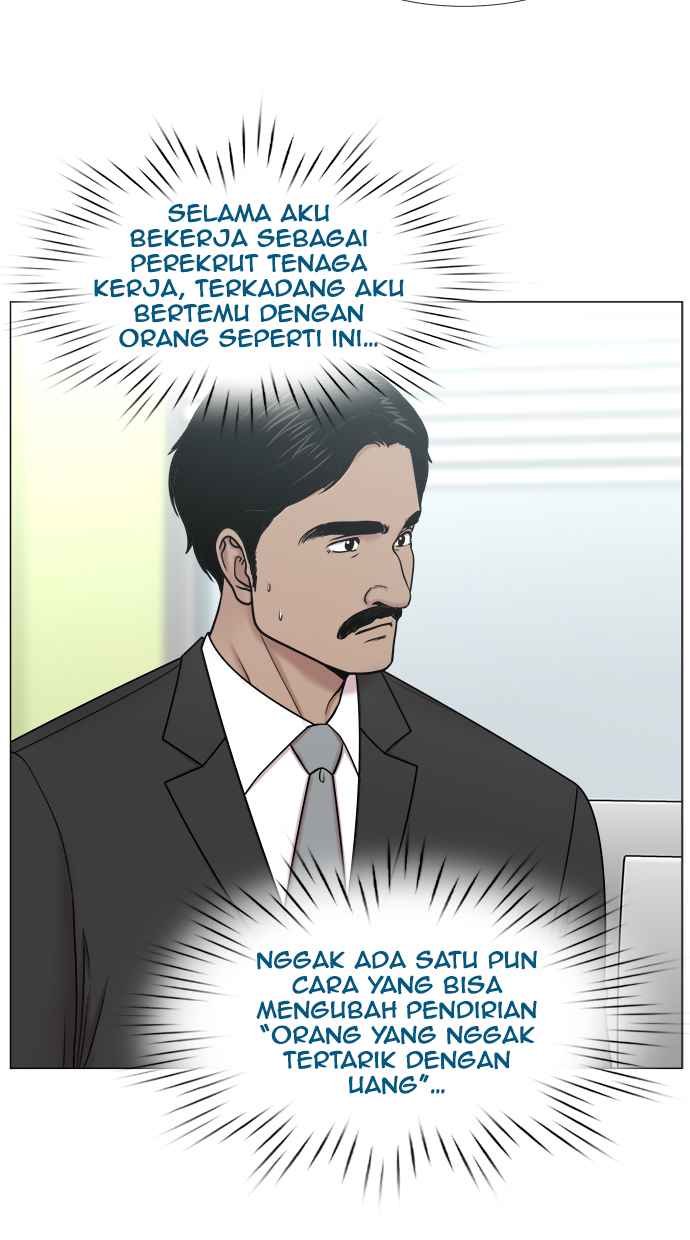 SELAMA AKU
BEKERJA SEBAGAI
PEREKRUT TENAGA
KERJA, TERKADANG AKU
BERTEMU DENGAN
ORANG SEPERTI INI...
NGGAK ADA SATU PUN
CARA YANG BISA
MENGUBAH PENDIRIAN
"ORANG YANG NGGAK
TERTARIK DENGAN
UANG"...